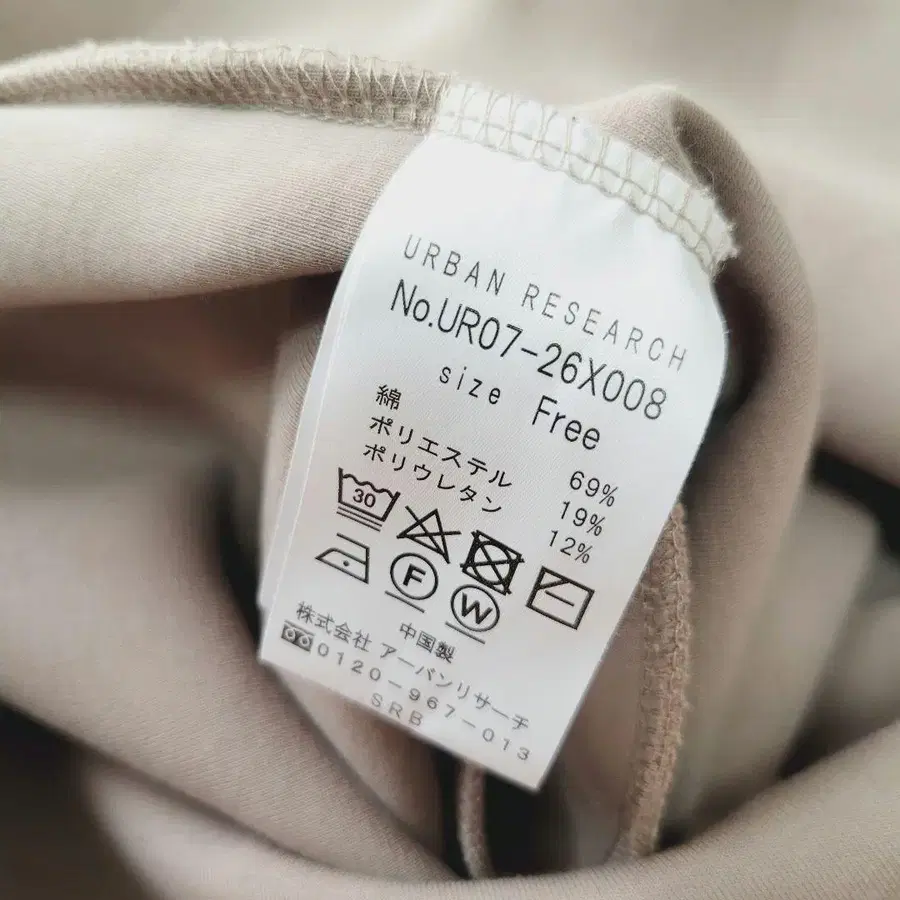 URBAN RESEARCH
No.UR07-26X008
size Free
綿 69%
ポリエステル 19%
ポリウレタン 12%
30
F W
中国製
株式会社 アーバンリサーチ
0120-967-013
SRB